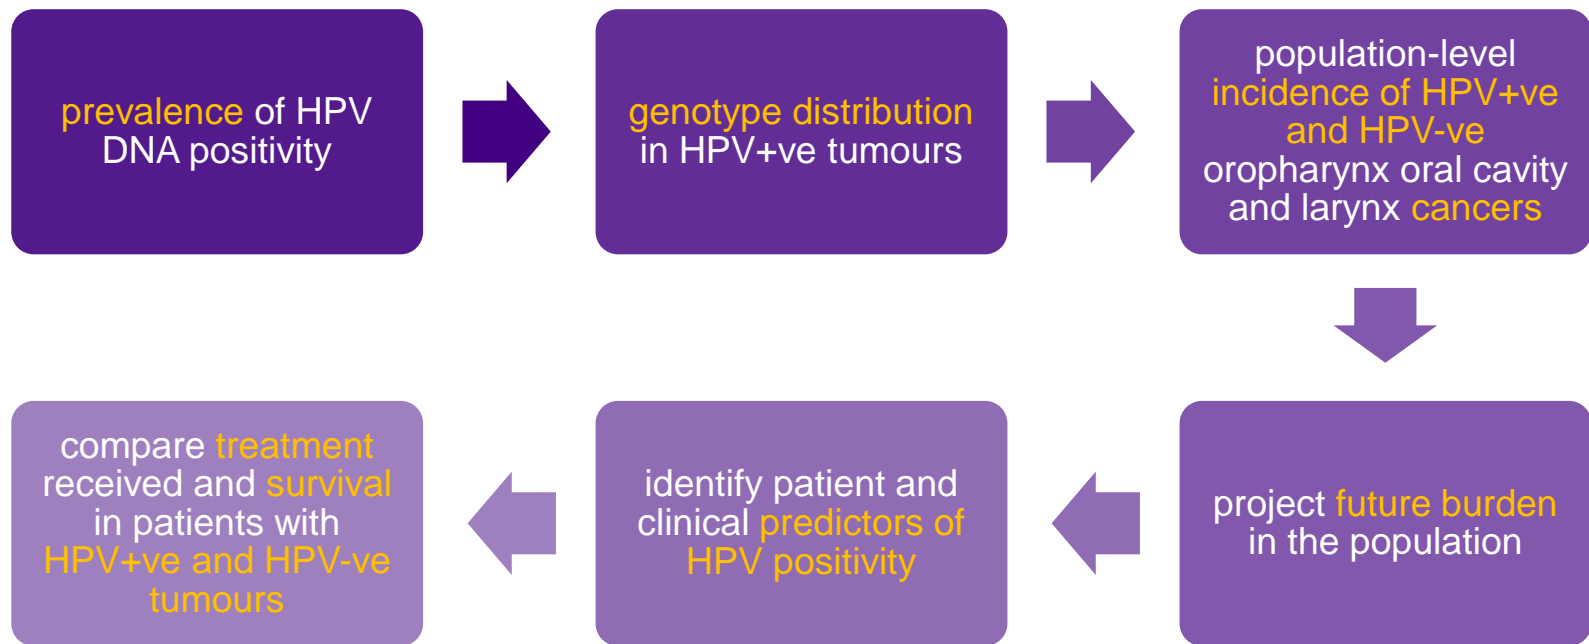 prevalence of HPV
DNA positivity
genotype distribution
in HPV+ve tumours
population-level
incidence of HPV+ve
and HPV-ve
oropharynx oral cavity
and larynx cancers
project future burden
in the population
identify patient and
clinical predictors of
HPV positivity
compare treatment
received and survival
in patients with
HPV+ve and HPV-ve
tumours